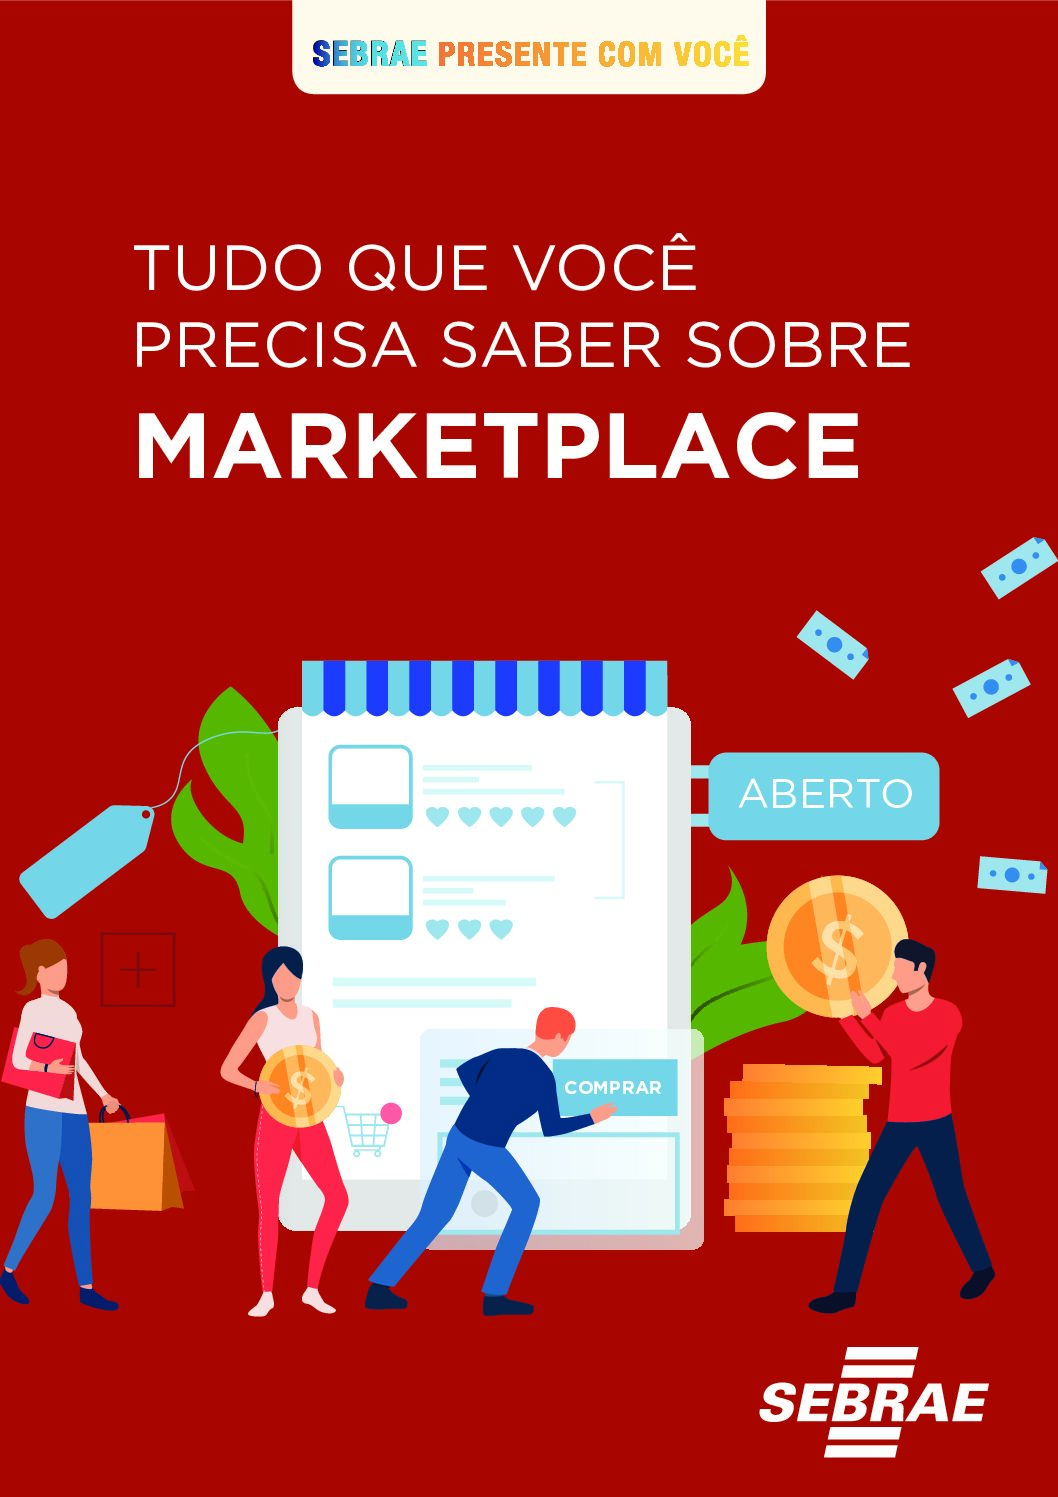 SEBRAE PRESENTE COM VOCÊ
TUDO QUE VOCÊ
PRECISA SABER SOBRE
MARKETPLACE
ABERTO
$
$
COMPRAR
SEBRAE